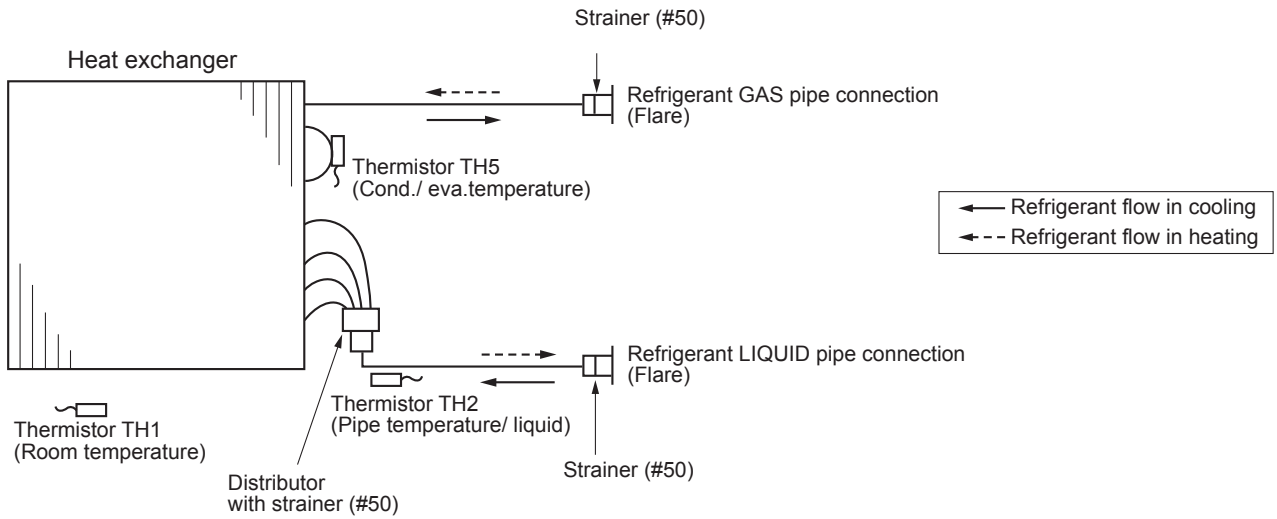 Strainer (#50)
Heat exchanger
Refrigerant GAS pipe connection
(Flare)
Thermistor TH5
(Cond./ eva.temperature)
Refrigerant flow in cooling
Refrigerant flow in heating
Refrigerant LIQUID pipe connection
(Flare)
Thermistor TH2
(Pipe temperature/ liquid)
Thermistor TH1
(Room temperature)
Strainer (#50)
Distributor
with strainer (#50)